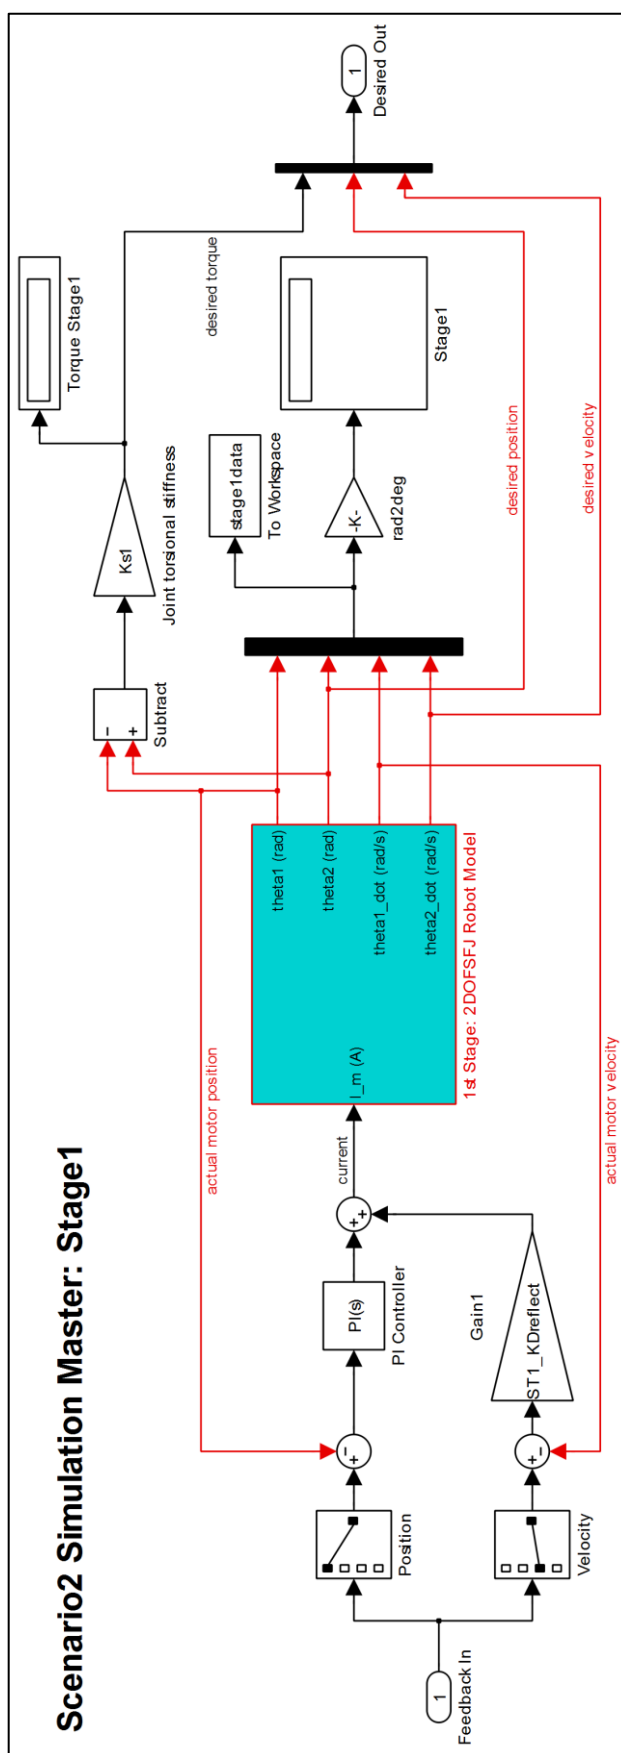 Scenario2 Simulation Master: Stage1
1
Feedback In
Position
Velocity
+
−
+
−
PI(s)
PI Controller
Gain1
ST1_KDreflect
+
+
current
actual motor position
actual motor velocity
I_m (A)
theta1 (rad)
theta2 (rad)
theta1_dot (rad/s)
theta2_dot (rad/s)
1st Stage: 2DOFSFJ Robot Model
−
+
Subtract
Ks1
Joint torsional stiffness
Torque Stage1
stage1data
To Workspace
-K-
rad2deg
Stage1
desired torque
desired position
desired velocity
1
Desired Out